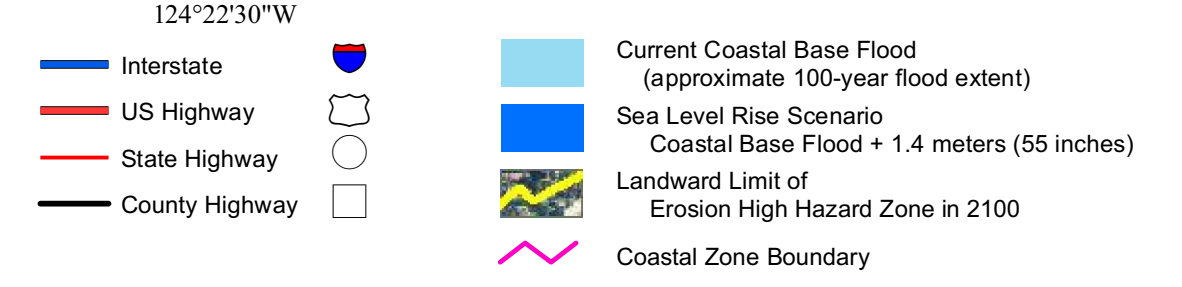 124°22'30"W
Interstate
US Highway
State Highway
County Highway
Current Coastal Base Flood
(approximate 100-year flood extent)
Sea Level Rise Scenario
Coastal Base Flood + 1.4 meters (55 inches)
Landward Limit of
Erosion High Hazard Zone in 2100
Coastal Zone Boundary